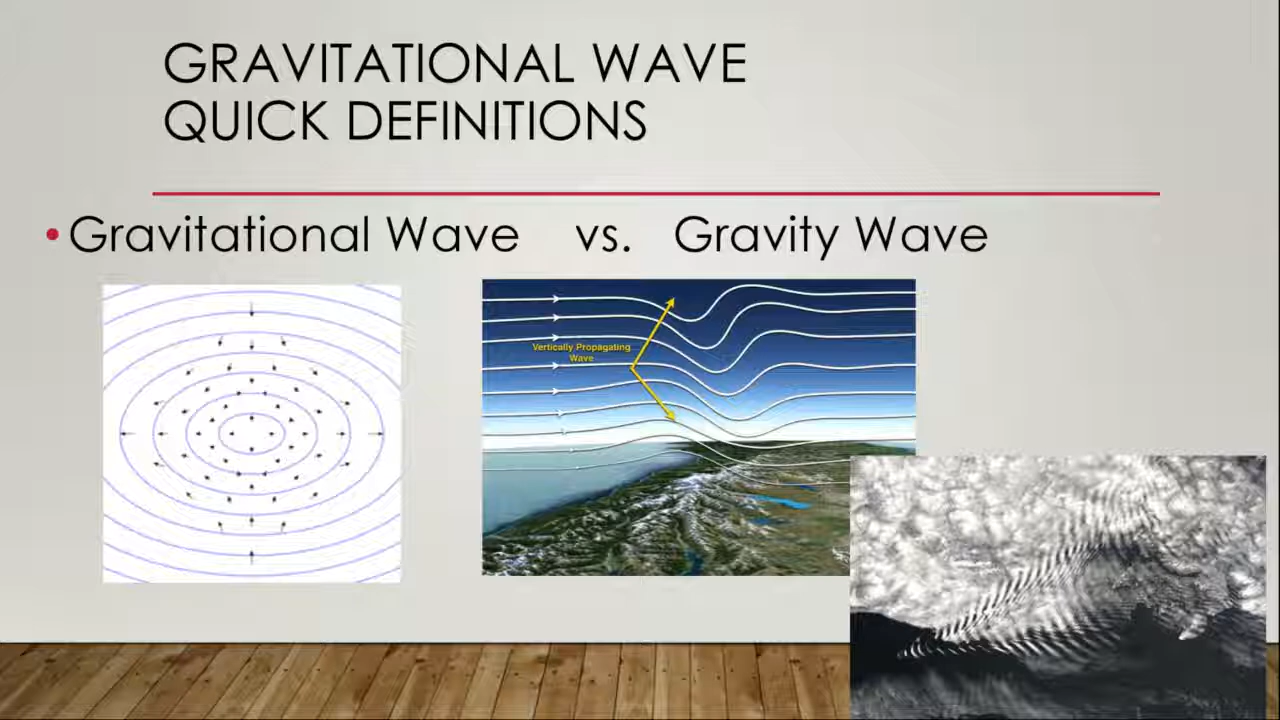 GRAVITATIONAL WAVE
QUICK DEFINITIONS
• Gravitational Wave vs. Gravity Wave
Vertically Propagating
Wave